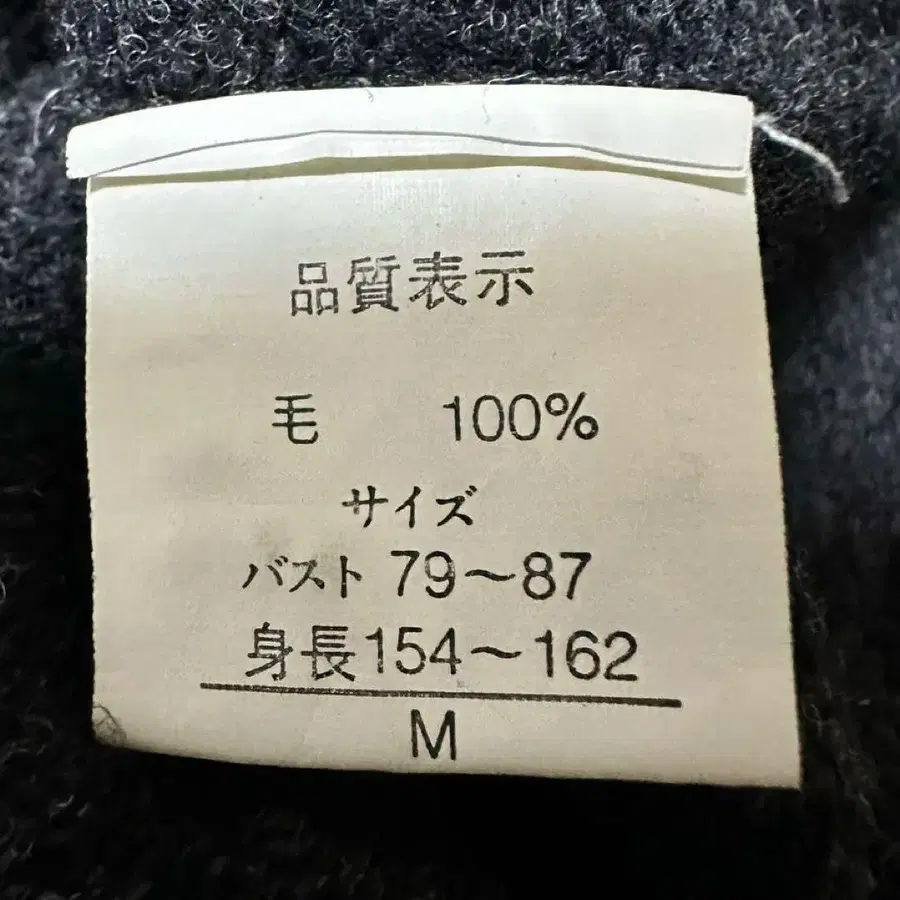 品質表示
毛 100%
サイズ
バスト 79～87
身長154～162
M